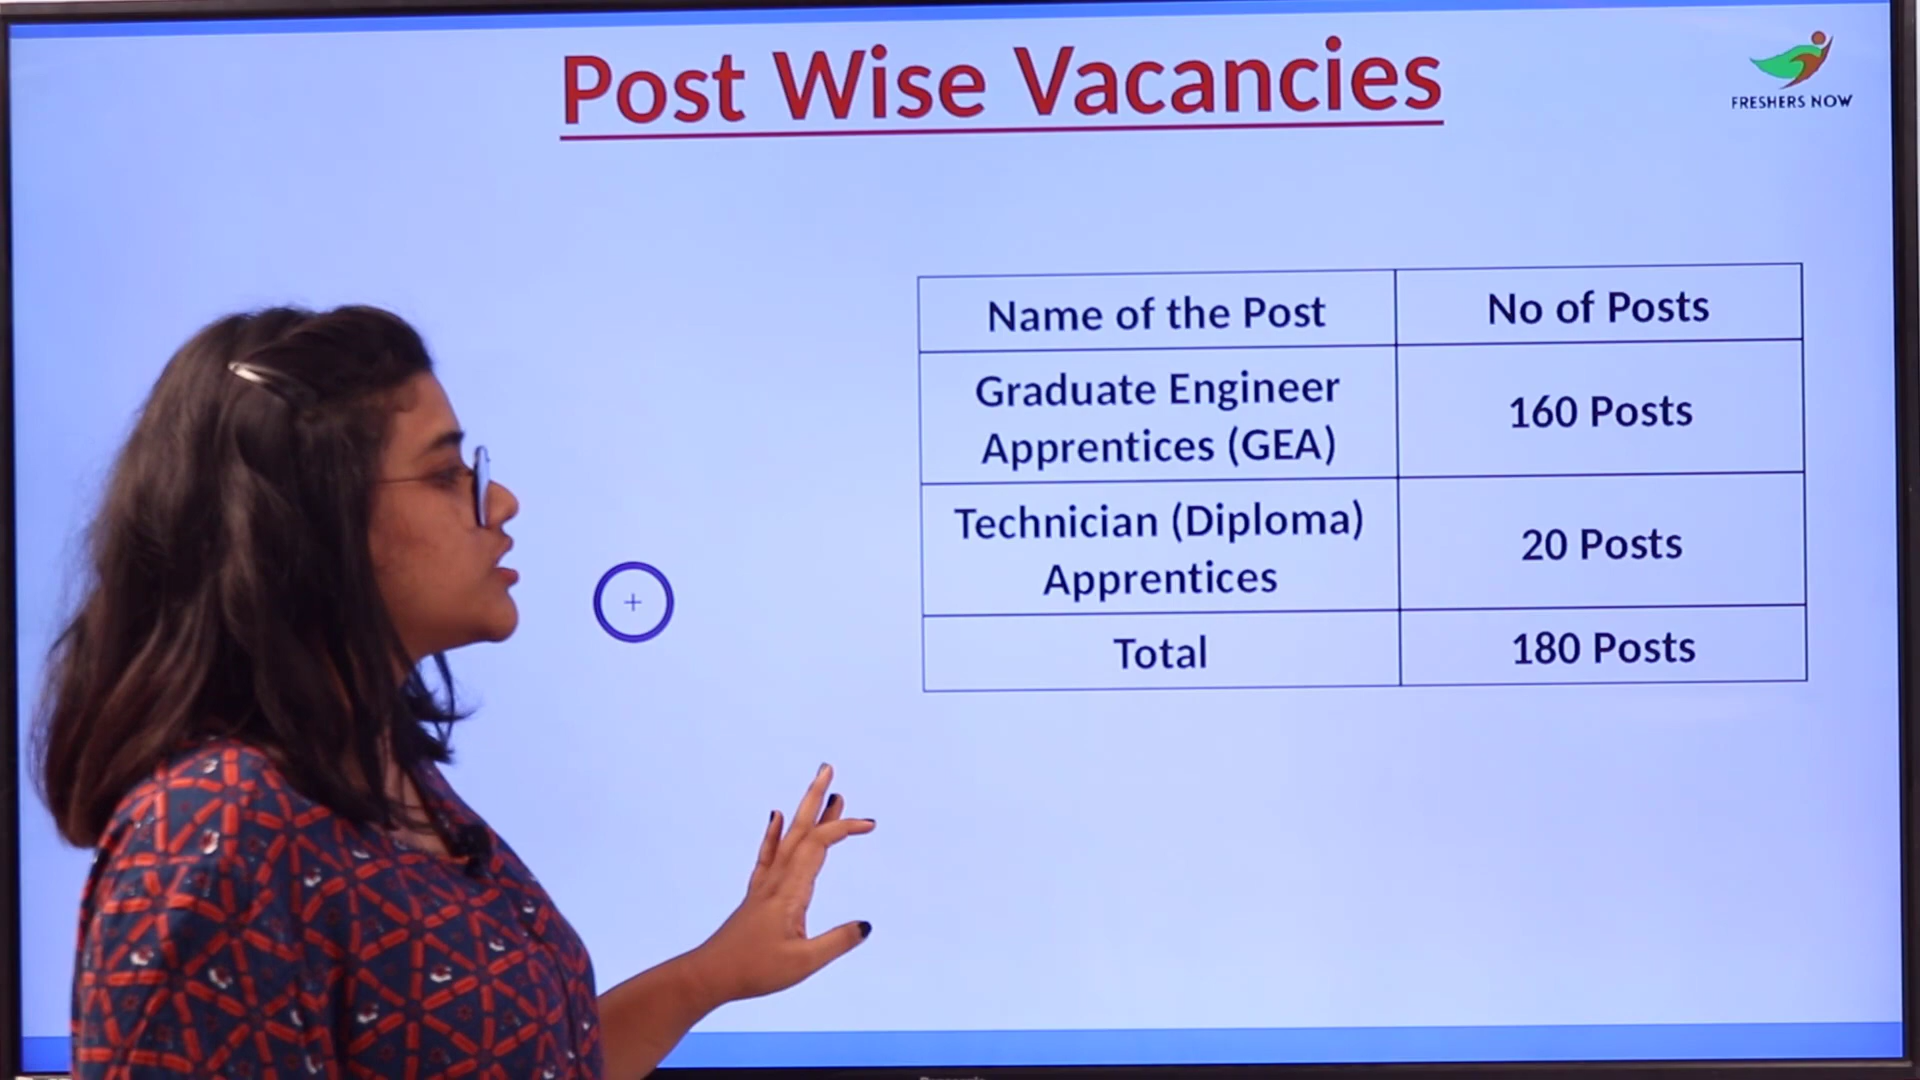 Post Wise Vacancies
FRESHERS NOW
Name of the Post
No of Posts
Graduate Engineer
Apprentices (GEA)
160 Posts
Technician (Diploma)
Apprentices
20 Posts
Total
180 Posts